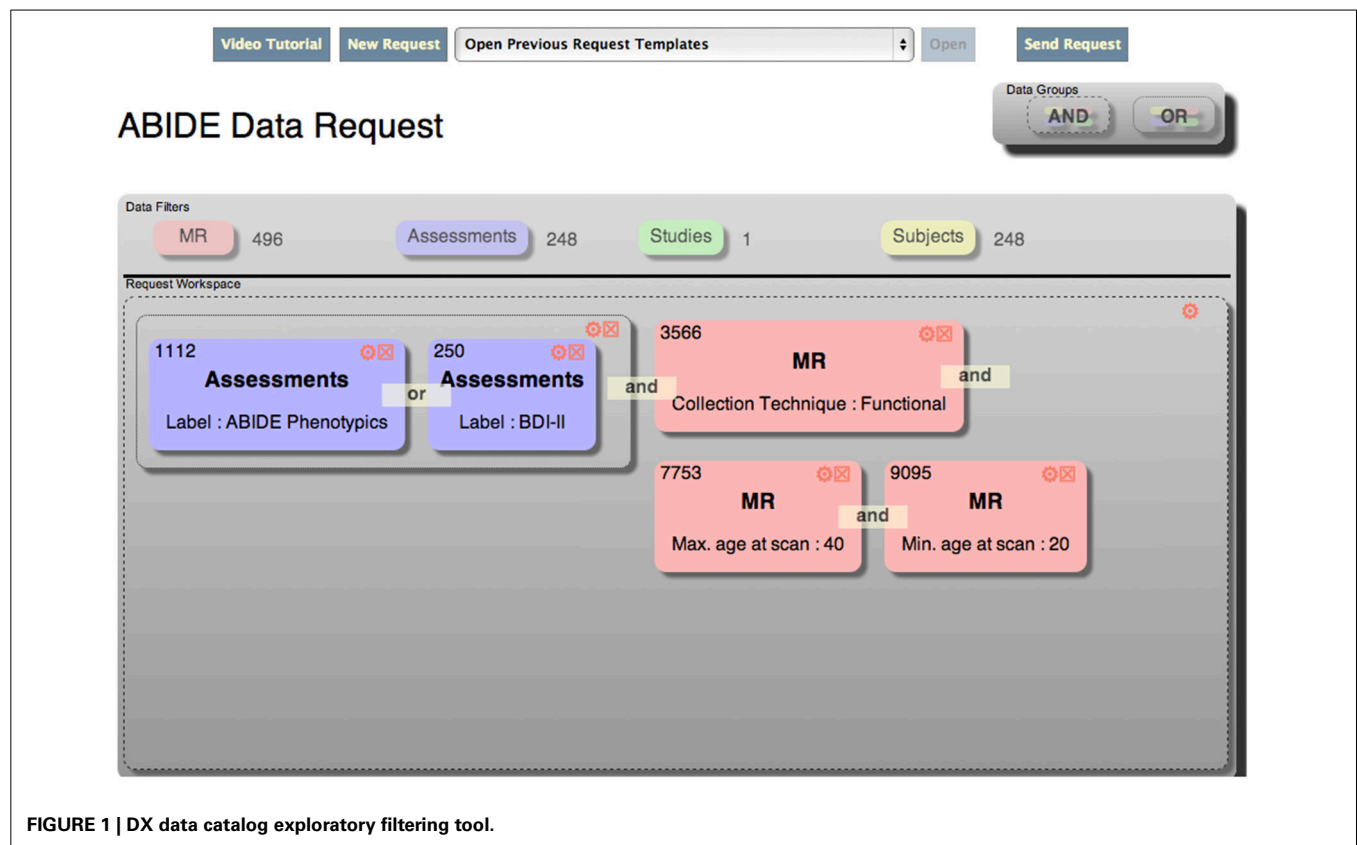 Video Tutorial New Request Open Previous Request Templates Open Send Request
Data Groups
AND OR
ABIDE Data Request
Data Filters
MR 496 Assessments 248 Studies 1 Subjects 248
Request Workspace
1112
Assessments
Label : ABIDE Phenotypics
or
250
Assessments
Label : BDI-II
and
3566
MR
Collection Technique : Functional
and
7753
MR
Max. age at scan : 40
and
9095
MR
Min. age at scan : 20
FIGURE 1 | DX data catalog exploratory filtering tool.